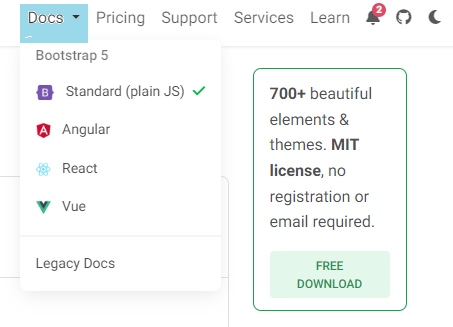 Docs Pricing Support Services Learn 2
Bootstrap 5
Standard (plain JS)
Angular
React
Vue
Legacy Docs
700+ beautiful
elements &
themes. MIT
license, no
registration or
email required.
FREE
DOWNLOAD